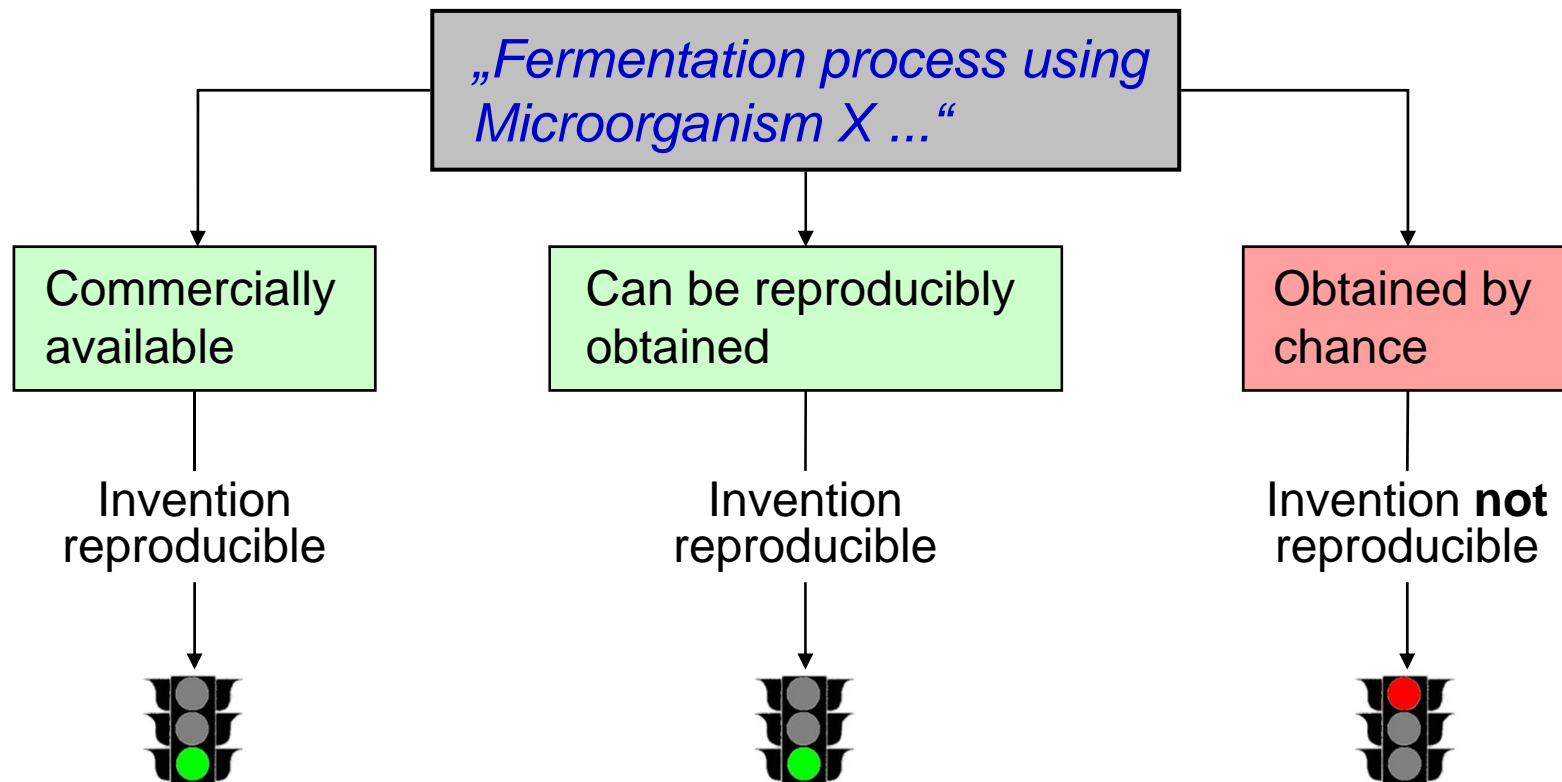 „Fermentation process using
Microorganism X ...“
Commercially
available
Can be reproducibly
obtained
Obtained by
chance
Invention
reproducible
Invention
reproducible
Invention not
reproducible